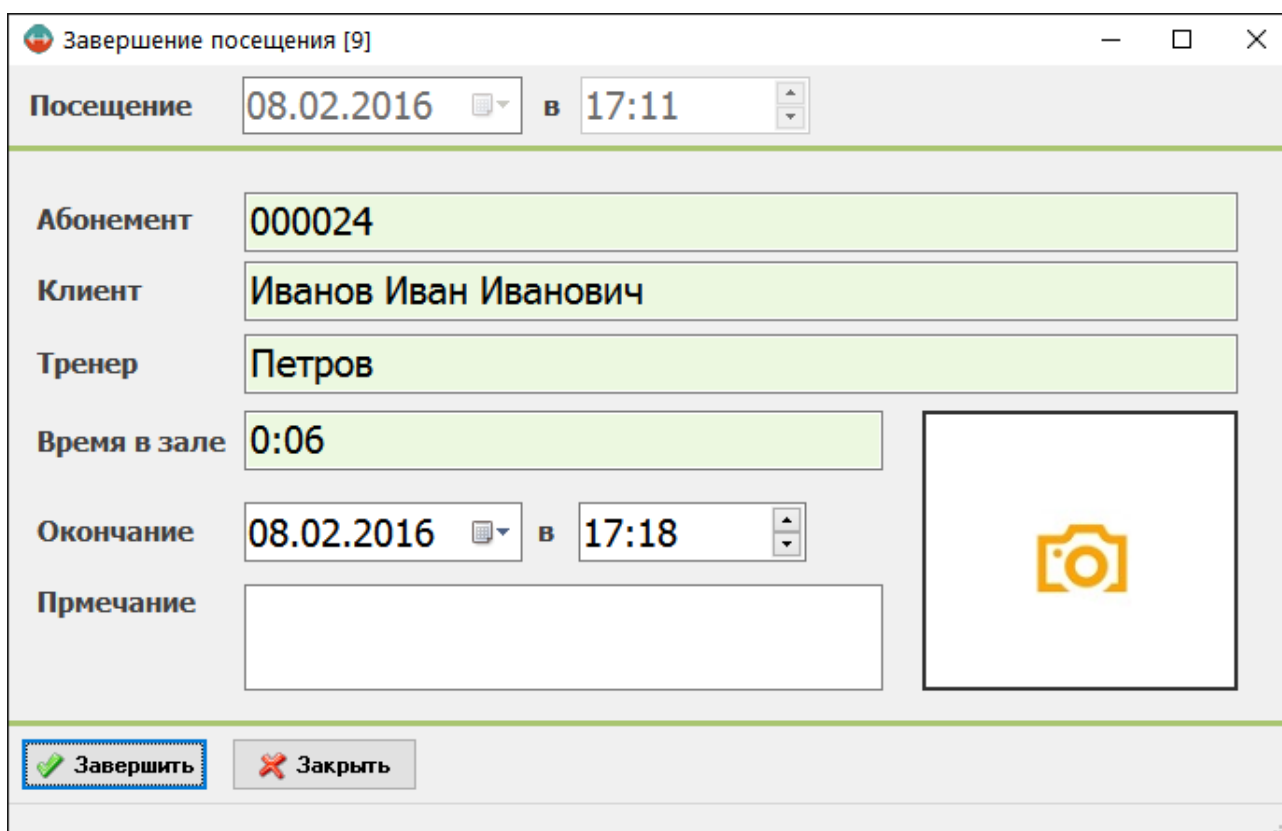 Завершение посещения [9]
Посещение 08.02.2016 в 17:11
Абонемент 000024
Клиент Иванов Иван Иванович
Тренер Петров
Время в зале 0:06
Окончание 08.02.2016 в 17:18
Прмечание
Завершить Закрыть